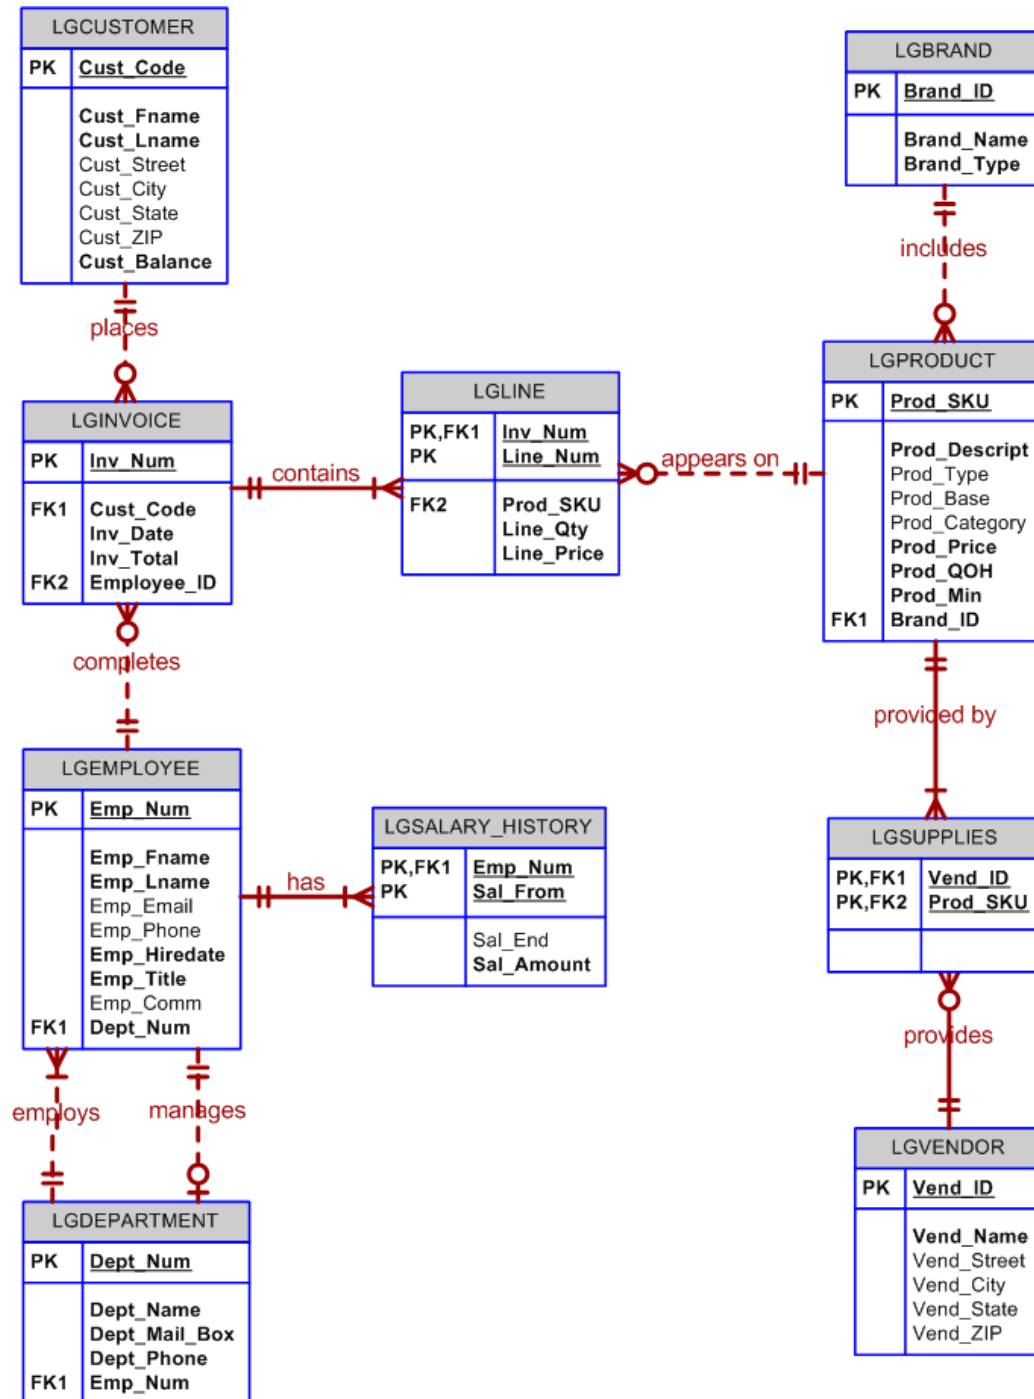 LGCUSTOMER
PK Cust_Code
Cust_Fname
Cust_Lname
Cust_Street
Cust_City
Cust_State
Cust_ZIP
Cust_Balance
places
LGINVOICE
PK Inv_Num
FK1 Cust_Code
Inv_Date
Inv_Total
FK2 Employee_ID
contains
LGLINE
PK,FK1 Inv_Num
PK Line_Num
FK2 Prod_SKU
Line_Qty
Line_Price
appears on
LGBRAND
PK Brand_ID
Brand_Name
Brand_Type
includes
LGPRODUCT
PK Prod_SKU
Prod_Descript
Prod_Type
Prod_Base
Prod_Category
Prod_Price
Prod_QOH
Prod_Min
FK1 Brand_ID
completes
LGEMPLOYEE
PK Emp_Num
Emp_Fname
Emp_Lname
Emp_Email
Emp_Phone
Emp_Hiredate
Emp_Title
Emp_Comm
FK1 Dept_Num
has
LGSALARY_HISTORY
PK,FK1 Emp_Num
PK Sal_From
Sal_End
Sal_Amount
provided by
LGSUPPLIES
PK,FK1 Vend_ID
PK,FK2 Prod_SKU
provides
employs
manages
LGDEPARTMENT
PK Dept_Num
Dept_Name
Dept_Mail_Box
Dept_Phone
FK1 Emp_Num
LGVENDOR
PK Vend_ID
Vend_Name
Vend_Street
Vend_City
Vend_State
Vend_ZIP